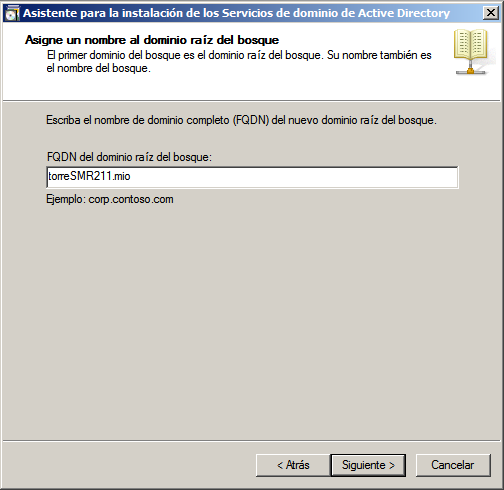 Asistente para la instalación de los Servicios de dominio de Active Directory
Asigne un nombre al dominio raíz del bosque
El primer dominio del bosque es el dominio raíz del bosque. Su nombre también es
el nombre del bosque.
Escriba el nombre de dominio completo (FQDN) del nuevo dominio raíz del bosque.
FQDN del dominio raíz del bosque:
torreSMR211.mio
Ejemplo: corp.contoso.com
< Atrás
Siguiente >
Cancelar